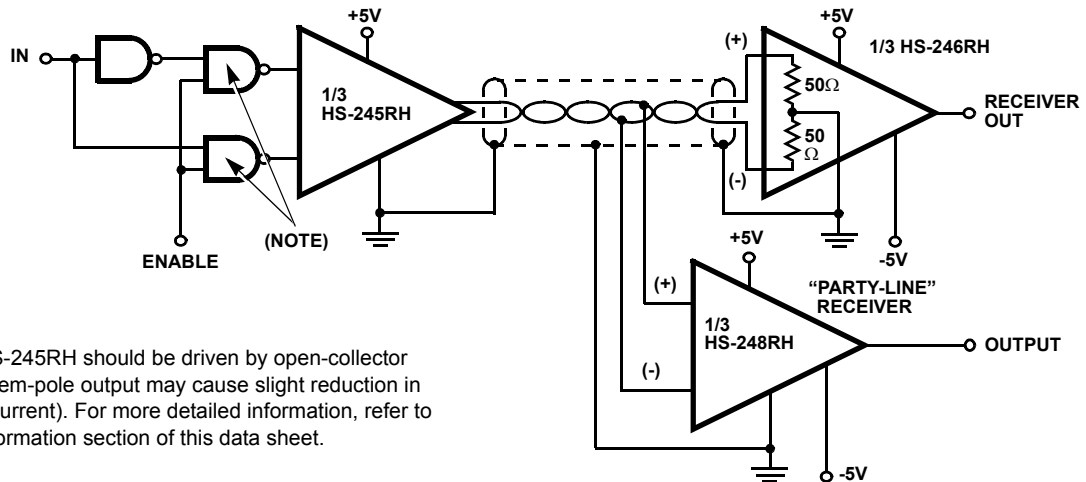 +5V
+5V
IN
(+)
1/3 HS-246RH
1/3
HS-245RH
50Ω
RECEIVER
OUT
50
Ω
(-)
(NOTE)
ENABLE
+5V
-5V
"PARTY-LINE"
RECEIVER
(+)
1/3
HS-248RH
OUTPUT
(-)
-5V
S-245RH should be driven by open-collector
em-pole output may cause slight reduction in
urrent). For more detailed information, refer to
ormation section of this data sheet.